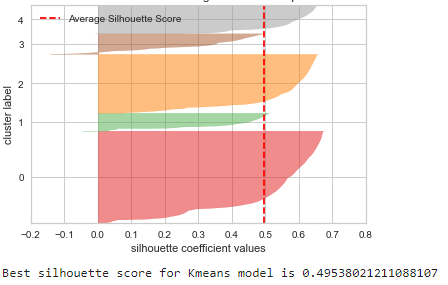 4
Average Silhouette Score
3
2
1
0
cluster label
-0.2 -0.1 0.0 0.1 0.2 0.3 0.4 0.5 0.6 0.7 0.8
silhouette coefficient values
Best silhouette score for Kmeans model is 0.49538021211088107